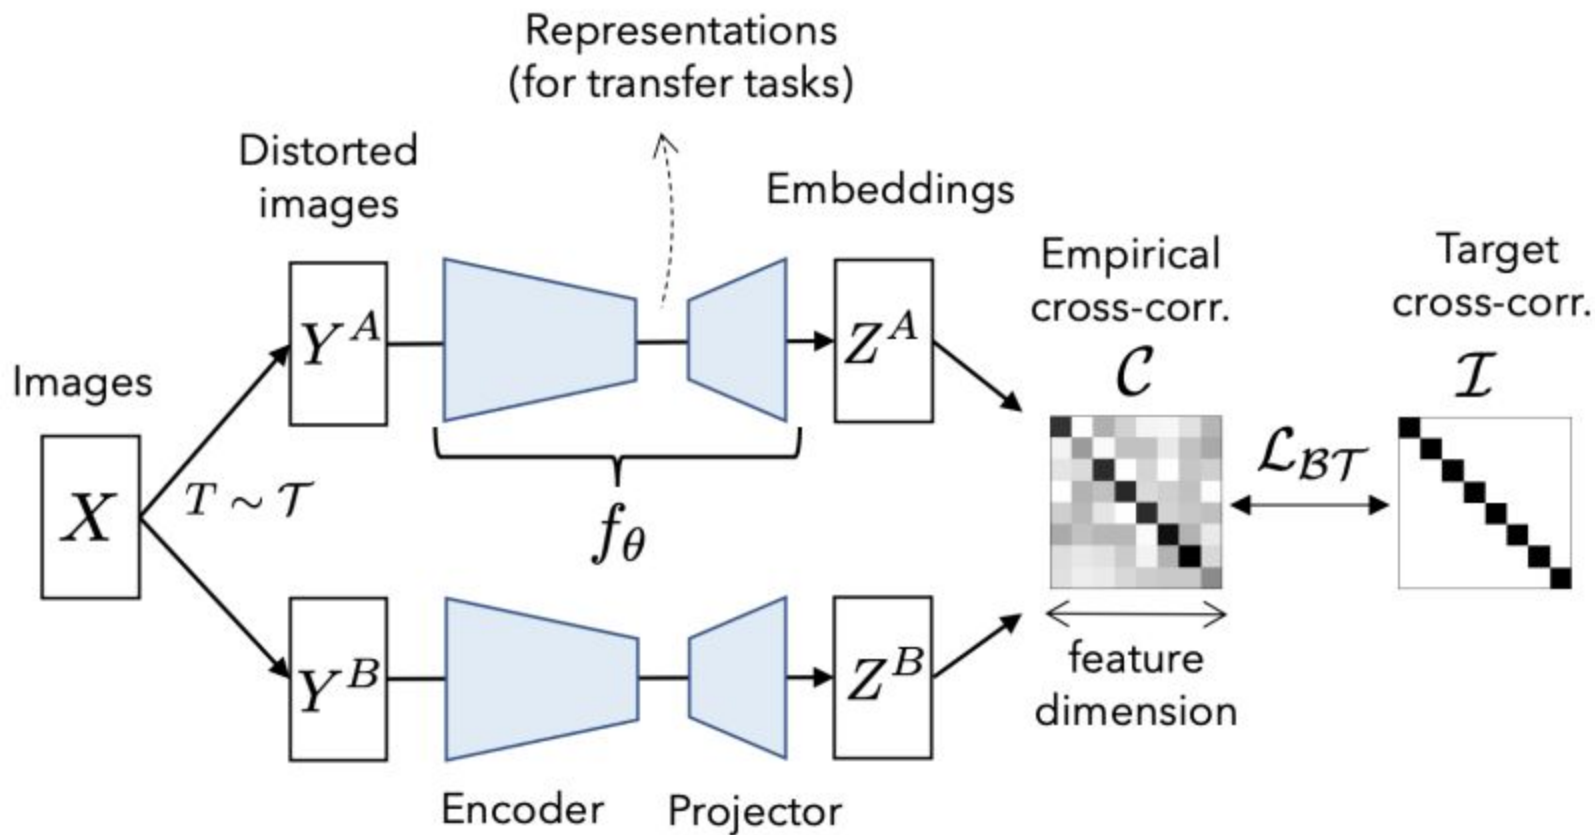 Representations
(for transfer tasks)
Distorted
images
Embeddings
Empirical
cross-corr.
Target
cross-corr.
Images
Y^A
Z^A
𝒞
ℐ
X
T ~ 𝒯
f_θ
ℒ_ℬ𝒯
Y^B
Z^B
feature
dimension
Encoder
Projector